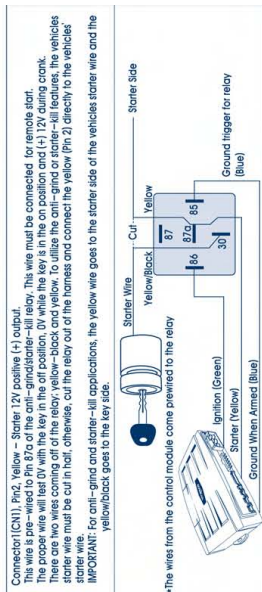 Connector1(CN1), Pin2, Yellow – Starter 12V positive (+) output.
This wire is pre–wired to Pin 87a of the anti–grind/starter–kill relay. This wire must be connected for remote start.
The proper wire will test 0V with the key in the off position, 0V while the key is in the on position and (+) 12V during crank.
There are two wires coming off of the relay; yellow–black and yellow. To utilize the anti–grind or starter–kill features, the vehicles
starter wire must be cut in half, otherwise, cut the relay out of the harness and connect the yellow (Pin 2) directly to the vehicles'
starter wire.
IMPORTANT: For anti–grind and starter–kill applications, the yellow wire goes to the starter side of the vehicles starter wire and the
yellow/black goes to the key side.
Starter Wire
Cut
Starter Side
Yellow/Black
Yellow
87
87a
86
30
85
Ground trigger for relay
(Blue)
Ignition (Green)
Starter (Yellow)
Ground When Armed (Blue)
•The wires from the control module come prewired to the relay